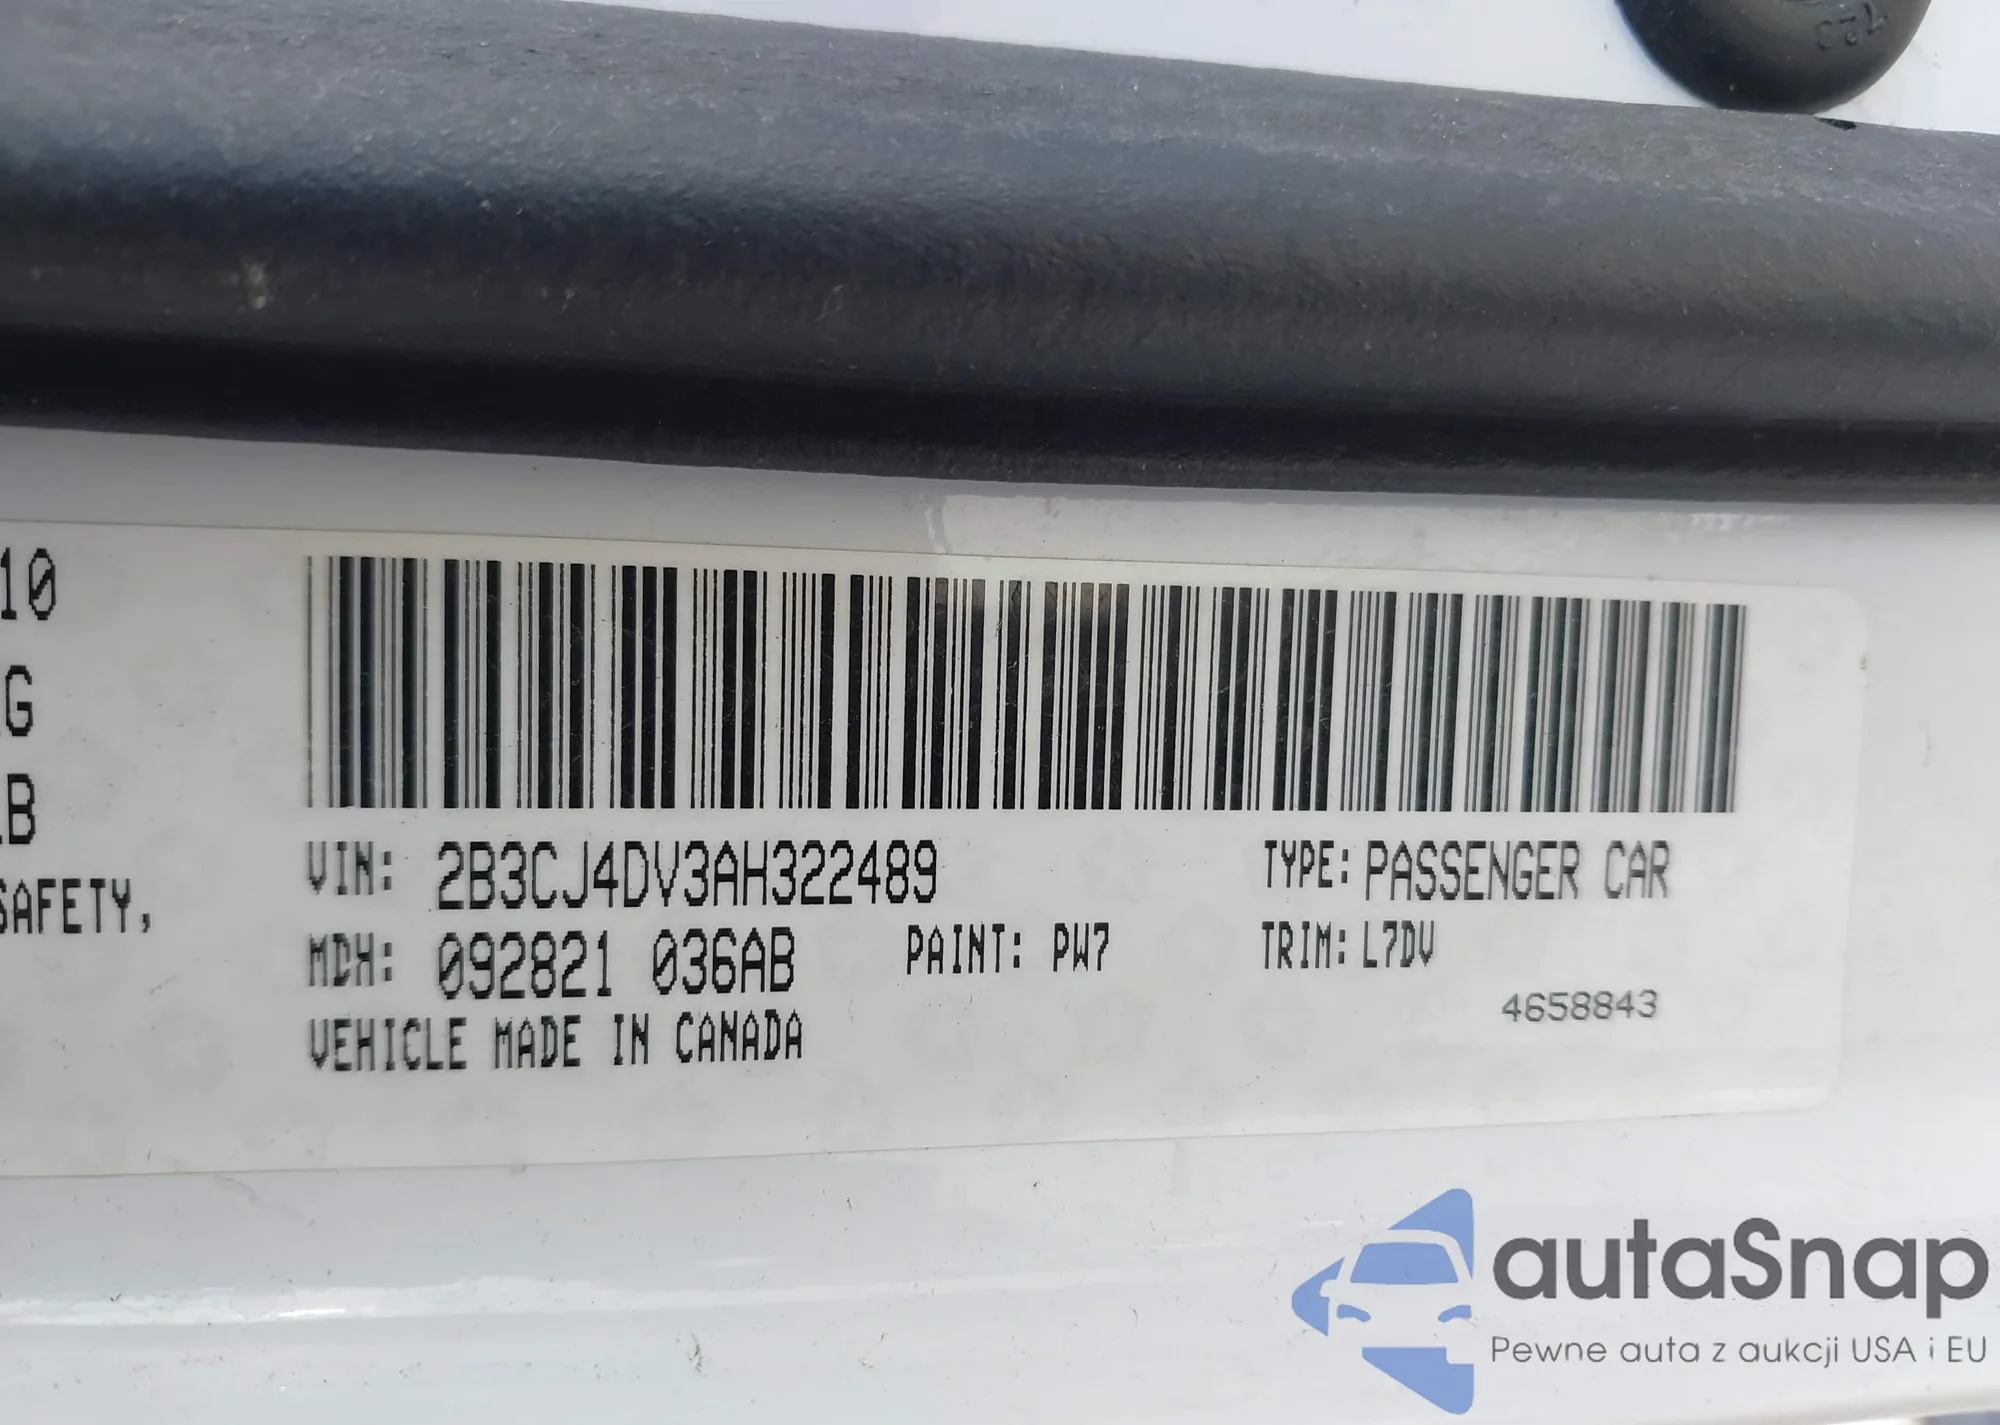 723
10
G
B
SAFETY,
VIN: 2B3CJ4DV3AH322489
TYPE: PASSENGER CAR
MDH: 092821 036AB
PAINT: PW7
TRIM: L7DV
4658843
VEHICLE MADE IN CANADA
autaSnap
Pewne auta z aukcji USA i EU